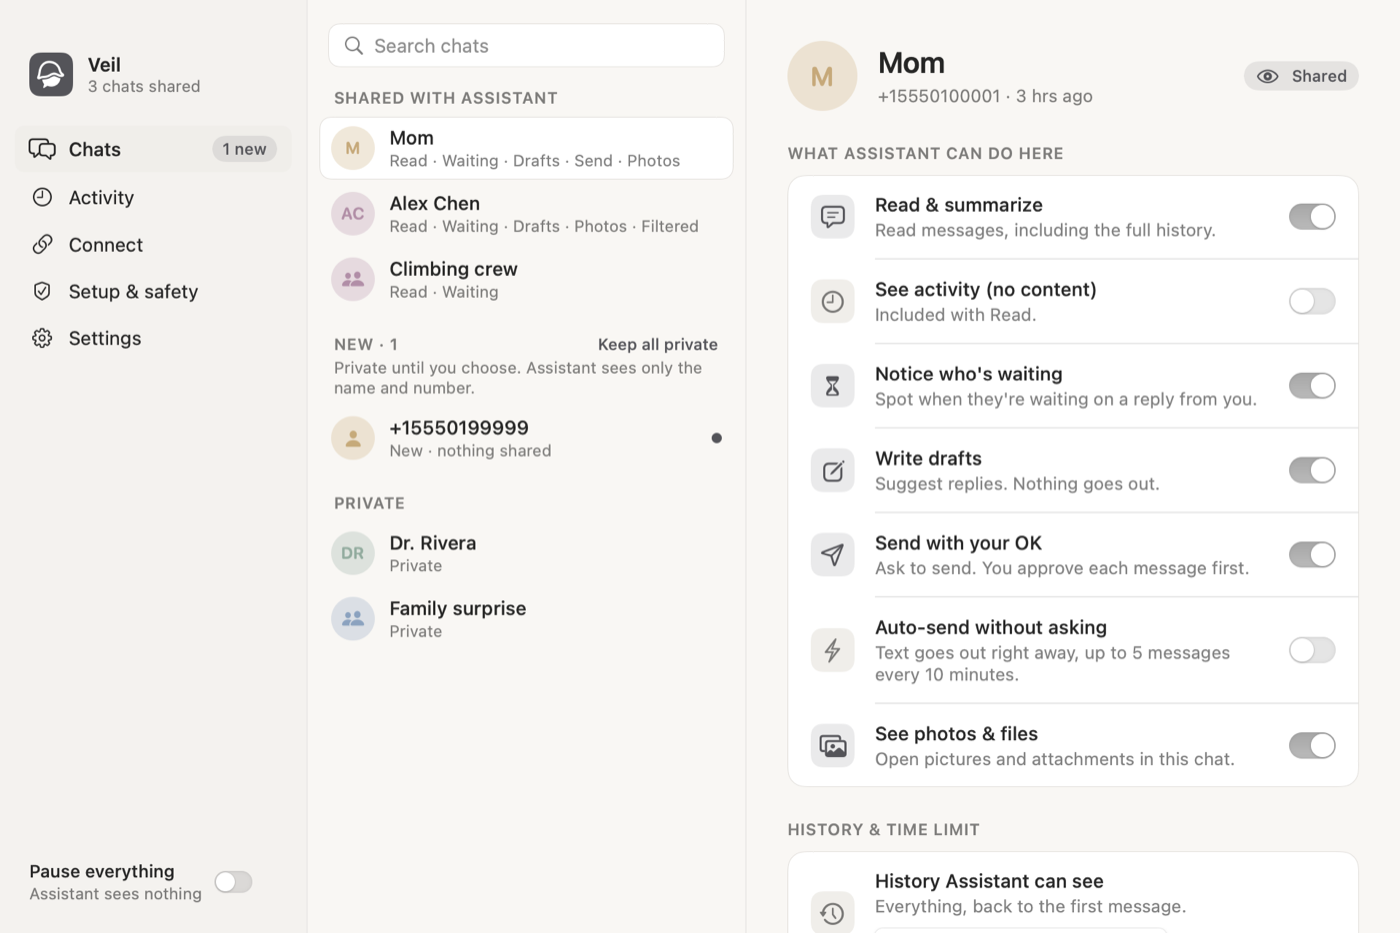 Veil
3 chats shared
Chats
1 new
Activity
Connect
Setup & safety
Settings
Pause everything
Assistant sees nothing
Search chats
SHARED WITH ASSISTANT
M
Mom
Read · Waiting · Drafts · Send · Photos
AC
Alex Chen
Read · Waiting · Drafts · Photos · Filtered
Climbing crew
Read · Waiting
NEW · 1
Keep all private
Private until you choose. Assistant sees only the
name and number.
+15550199999
New · nothing shared
PRIVATE
DR
Dr. Rivera
Private
Family surprise
Private
M
Mom
+15550100001 · 3 hrs ago
Shared
WHAT ASSISTANT CAN DO HERE
Read & summarize
Read messages, including the full history.
See activity (no content)
Included with Read.
Notice who's waiting
Spot when they're waiting on a reply from you.
Write drafts
Suggest replies. Nothing goes out.
Send with your OK
Ask to send. You approve each message first.
Auto-send without asking
Text goes out right away, up to 5 messages
every 10 minutes.
See photos & files
Open pictures and attachments in this chat.
HISTORY & TIME LIMIT
History Assistant can see
Everything, back to the first message.